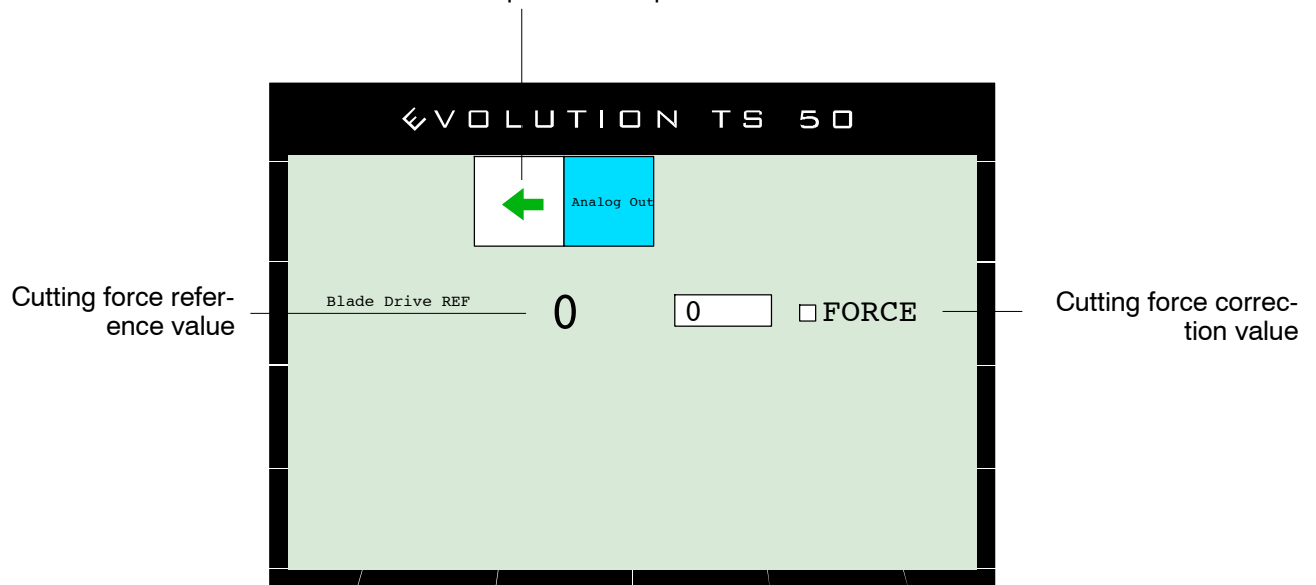 EVOLUTION TS 50
Analog Out
Cutting force refer-
ence value
Blade Drive REF
0
0
FORCE
Cutting force correc-
tion value